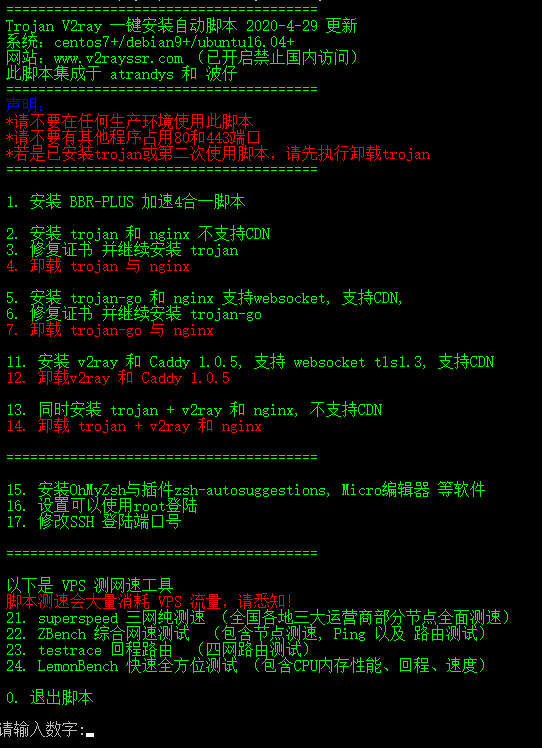 =======================================
Trojan V2ray 一键安装自动脚本 2020-4-29 更新
系统：centos7+/debian9+/ubuntu16.04+
网站：www.v2rayssr.com （已开启禁止国内访问）
此脚本集成于 atrandys 和 波仔
=======================================
声明：
*请不要在任何生产环境使用此脚本
*请不要有其他程序占用80和443端口
*若是已安装trojan或第二次使用脚本，请先执行卸载trojan
=======================================
1. 安装 BBR-PLUS 加速4合一脚本
2. 安装 trojan 和 nginx 不支持CDN
3. 修复证书 并继续安装 trojan
4. 卸载 trojan 与 nginx
5. 安装 trojan-go 和 nginx 支持websocket, 支持CDN,
6. 修复证书 并继续安装 trojan-go
7. 卸载 trojan-go 与 nginx
11. 安装 v2ray 和 Caddy 1.0.5, 支持 websocket tls1.3, 支持CDN
12. 卸载v2ray 和 Caddy 1.0.5
13. 同时安装 trojan + v2ray 和 nginx, 不支持CDN
14. 卸载 trojan + v2ray 和 nginx
=======================================
15. 安装OhMyZsh与插件zsh-autosuggestions, Micro编辑器 等软件
16. 设置可以使用root登陆
17. 修改SSH 登陆端口号
=======================================
以下是 VPS 测网速工具
脚本测速会大量消耗 VPS 流量，请悉知！
21. superspeed 三网纯测速 （全国各地三大运营商部分节点全面测速）
22. ZBench 综合网速测试 （包含节点测速, Ping 以及 路由测试）
23. testrace 回程路由 （四网路由测试）
24. LemonBench 快速全方位测试 （包含CPU内存性能、回程、速度）
0. 退出脚本
请输入数字: